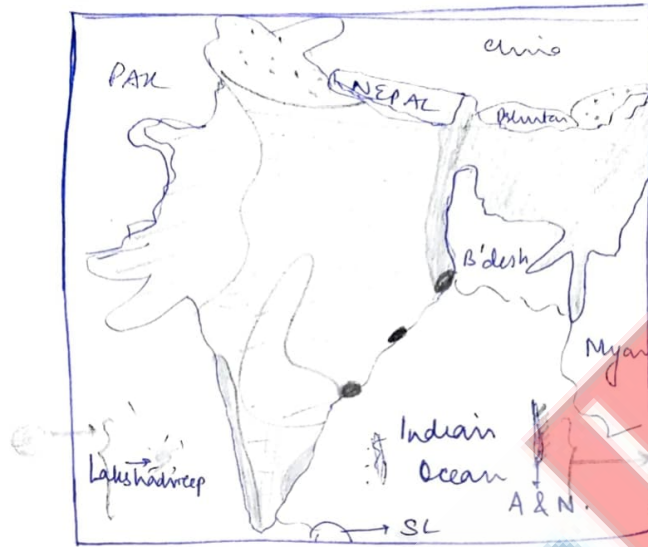 China
PAK
NEPAL
Bhutan
B'desh
Myan
Indian
Ocean
Lakshadweep
A & N.
SL